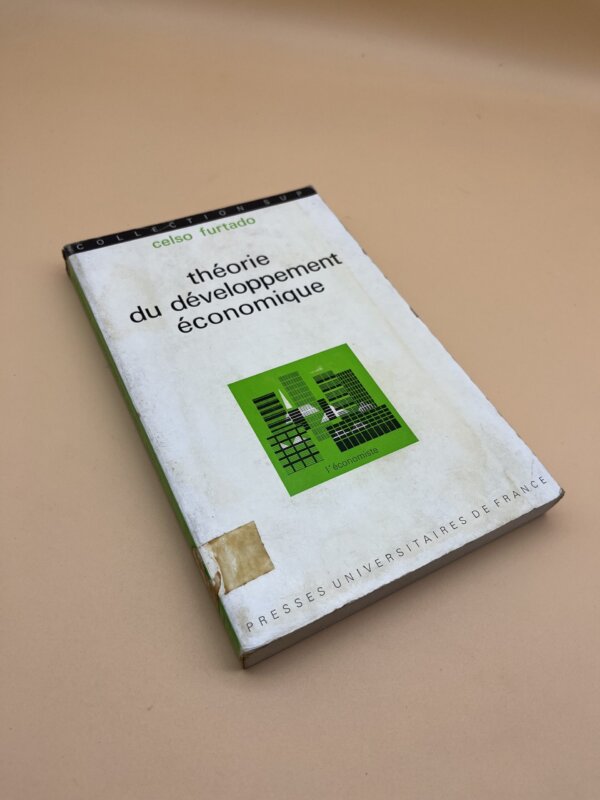 COLLECTION SUP
celso furtado
théorie
du développement
économique
l'économiste
PRESSES UNIVERSITAIRES DE FRANCE